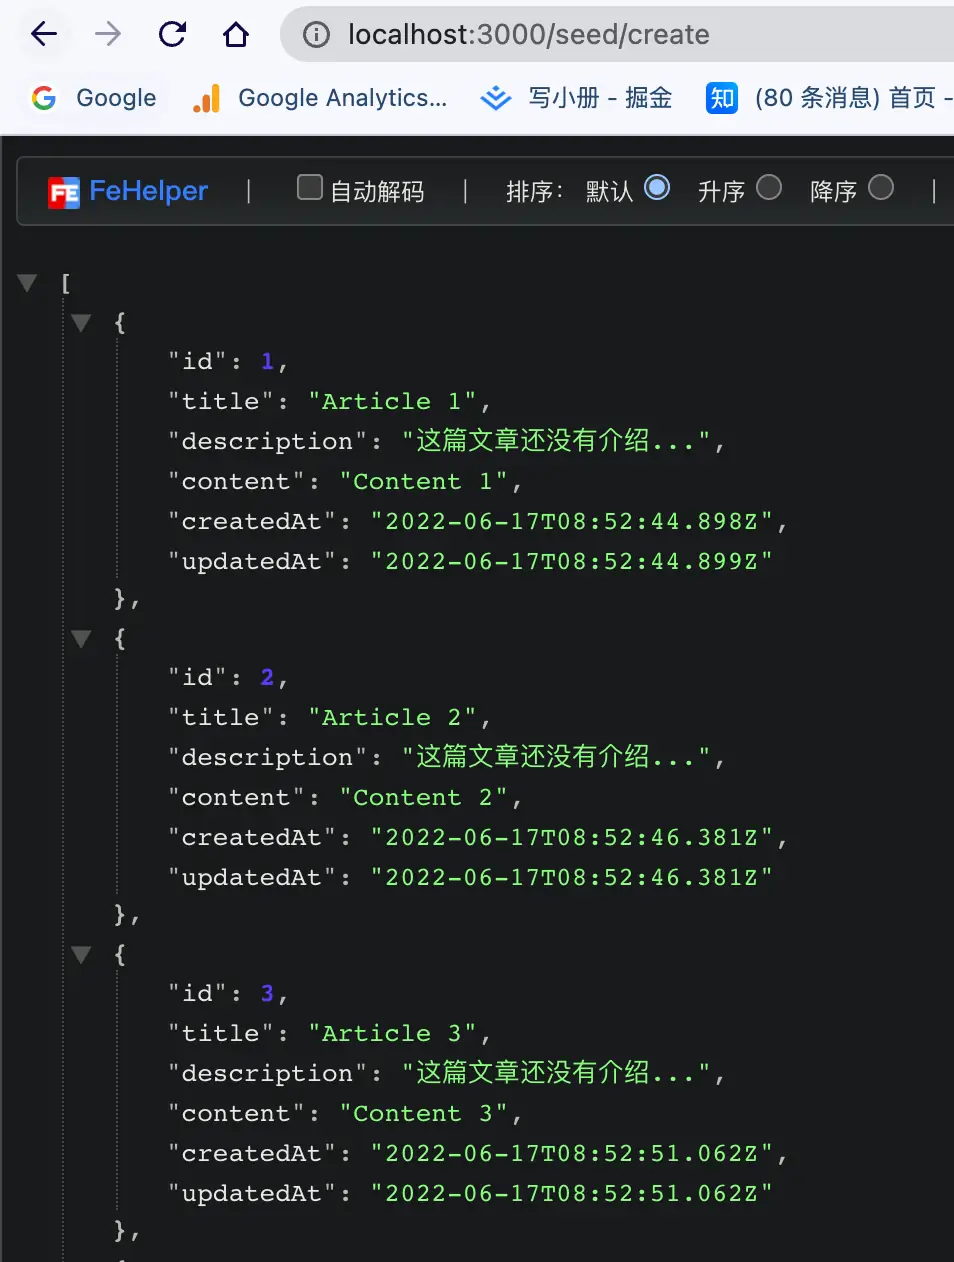 localhost:3000/seed/create
Google Google Analytics... 写小册 - 掘金 知 (80 条消息) 首页 -
FE FeHelper | 自动解码 | 排序: 默认 升序 降序 |
[
{
"id": 1,
"title": "Article 1",
"description": "这篇文章还没有介绍...",
"content": "Content 1",
"createdAt": "2022-06-17T08:52:44.898Z",
"updatedAt": "2022-06-17T08:52:44.899Z"
},
{
"id": 2,
"title": "Article 2",
"description": "这篇文章还没有介绍...",
"content": "Content 2",
"createdAt": "2022-06-17T08:52:46.381Z",
"updatedAt": "2022-06-17T08:52:46.381Z"
},
{
"id": 3,
"title": "Article 3",
"description": "这篇文章还没有介绍...",
"content": "Content 3",
"createdAt": "2022-06-17T08:52:51.062Z",
"updatedAt": "2022-06-17T08:52:51.062Z"
},